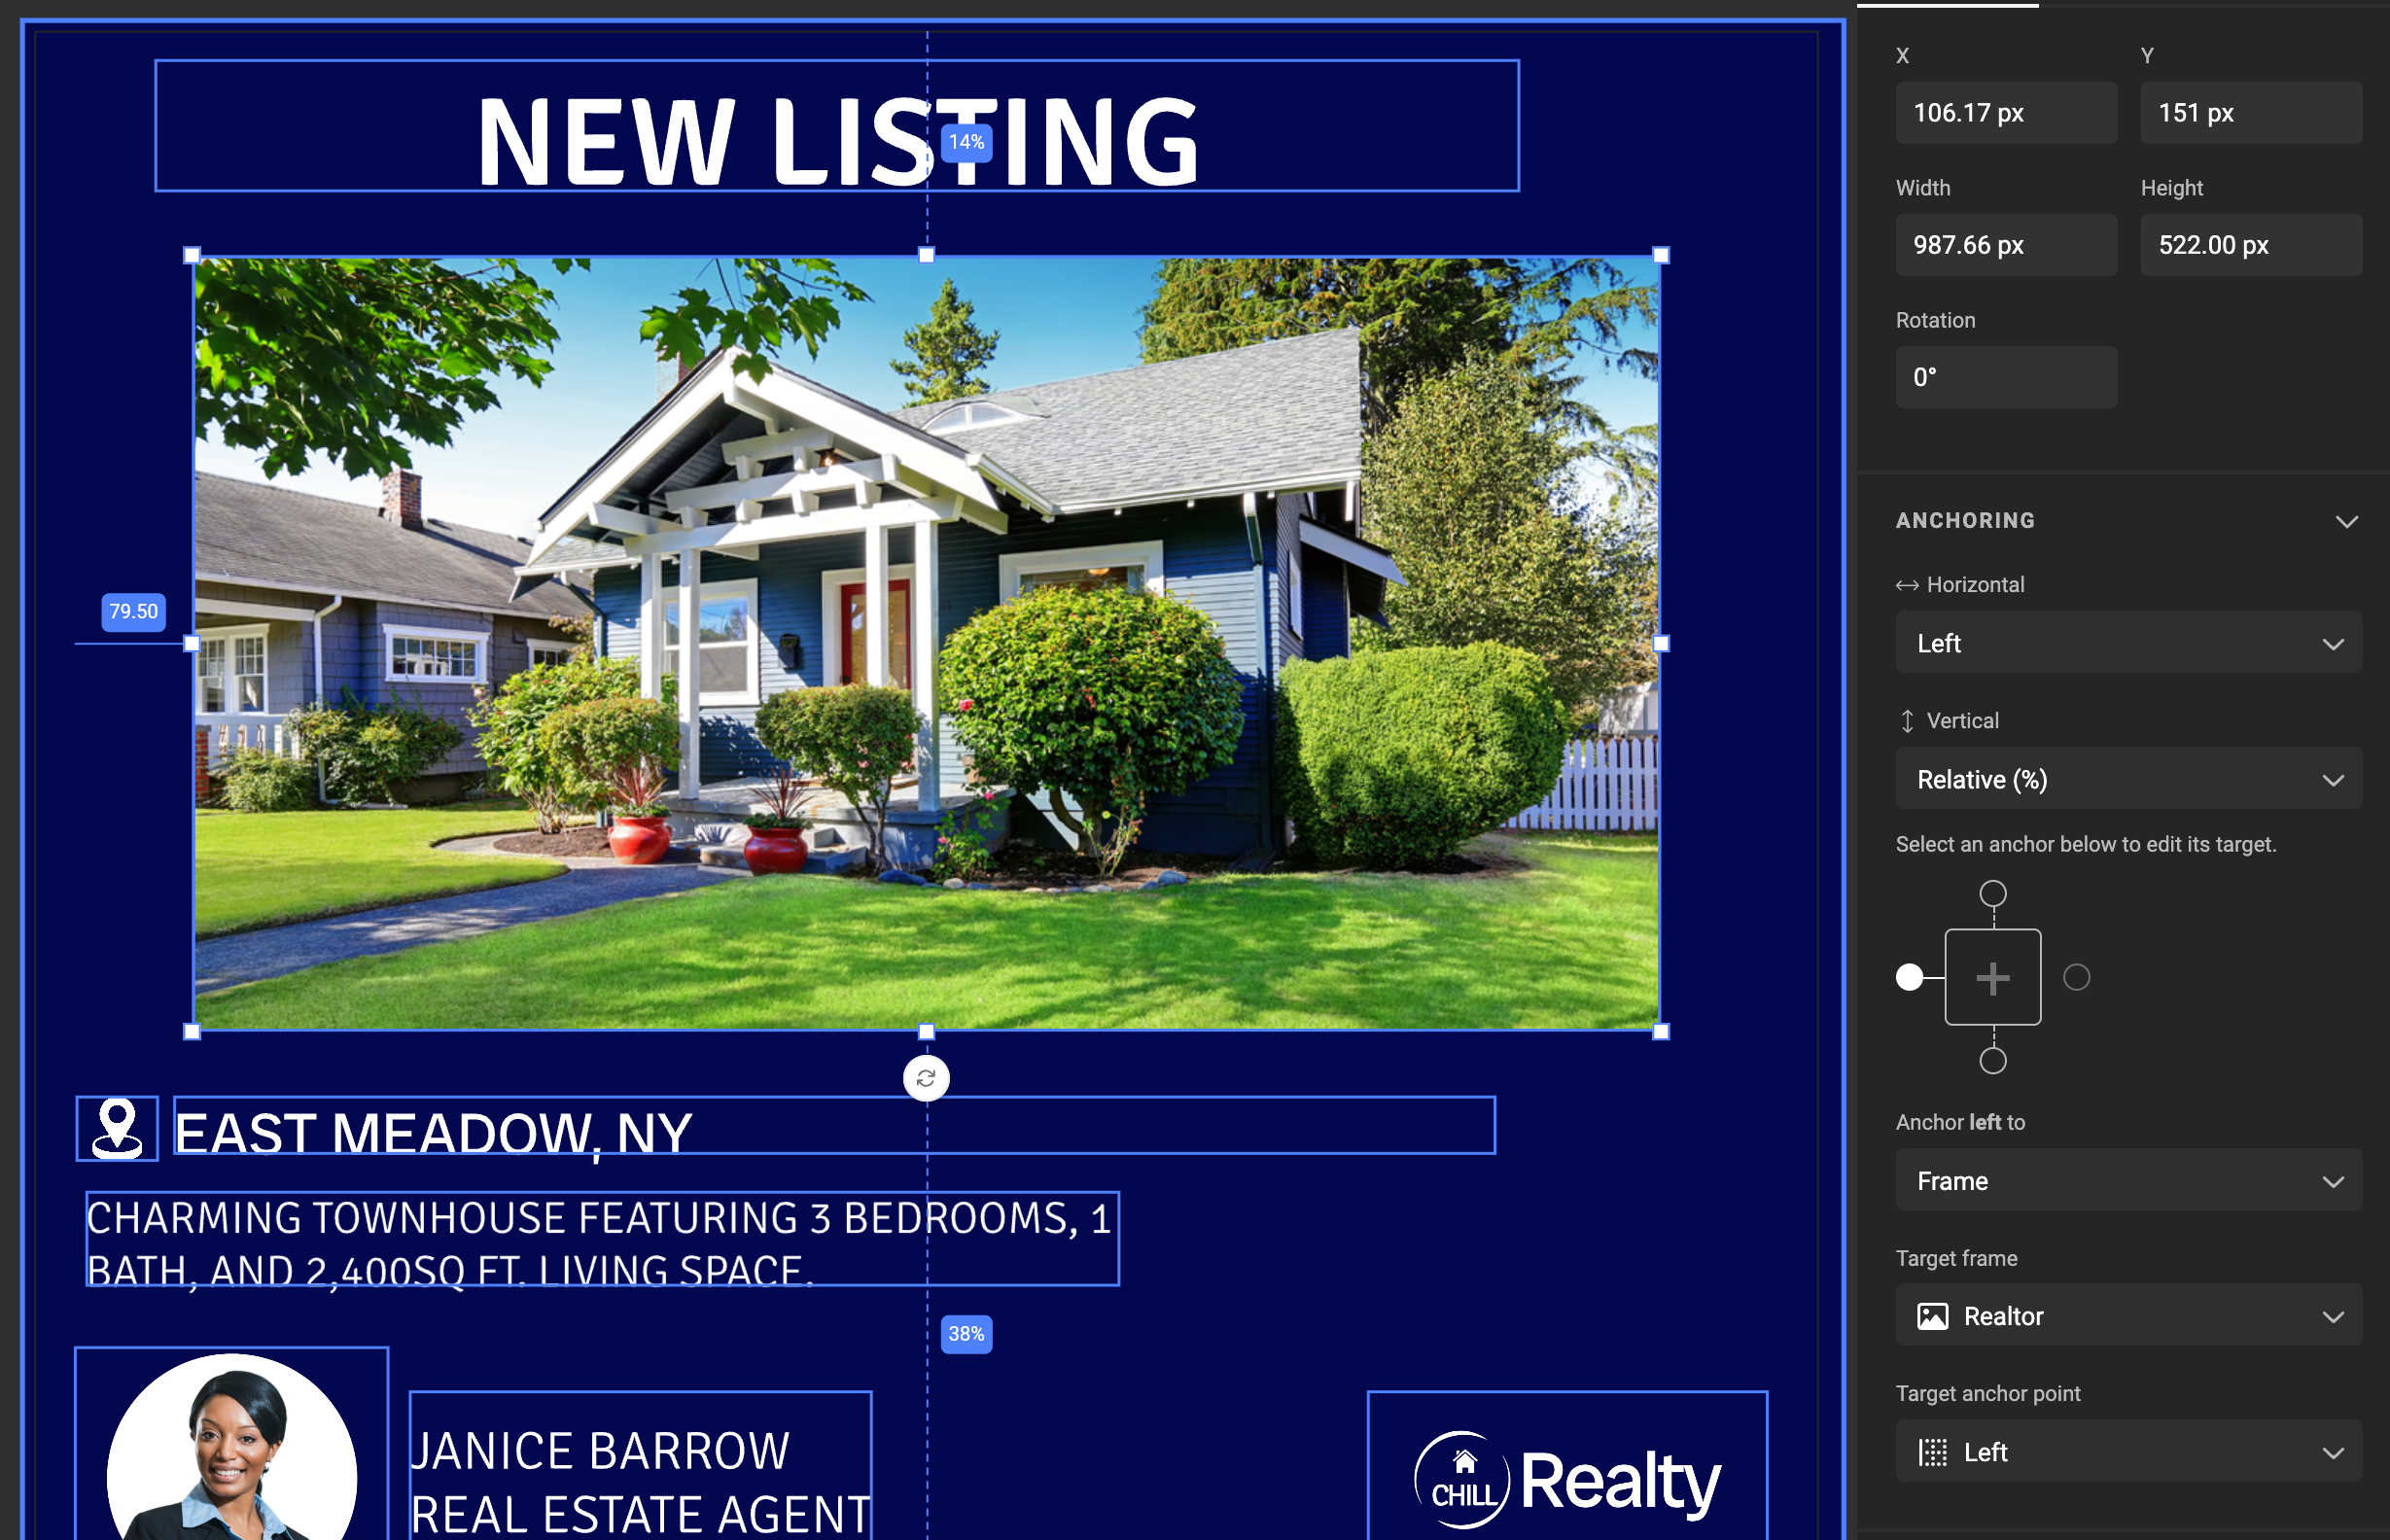 NEW LISTING
14%
79.50
EAST MEADOW, NY
CHARMING TOWNHOUSE FEATURING 3 BEDROOMS, 1
BATH, AND 2,400SQ FT. LIVING SPACE.
38%
JANICE BARROW
REAL ESTATE AGENT
CHILL Realty
X Y
106.17 px 151 px
Width Height
987.66 px 522.00 px
Rotation
0°
ANCHORING
Horizontal
Left
Vertical
Relative (%)
Select an anchor below to edit its target.
Anchor left to
Frame
Target frame
Realtor
Target anchor point
Left